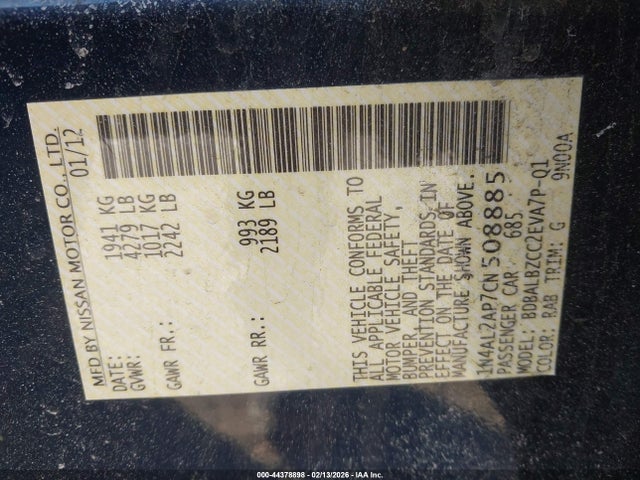 MFD BY NISSAN MOTOR CO., LTD.
DATE: 01/12
GVWR: 1941 KG
4279 LB
GAWR FR.: 1017 KG
2242 LB
GAWR RR.: 993 KG
2189 LB
THIS VEHICLE CONFORMS TO
ALL APPLICABLE FEDERAL
MOTOR VEHICLE SAFETY,
BUMPER, AND THEFT
PREVENTION STANDARDS, IN
EFFECT ON THE DATE OF
MANUFACTURE SHOWN ABOVE.
1N4AL2AP7CN508885
PASSENGER CAR 685.
MODEL: BDBALBZCC2EVA7P-Q1
COLOR: RAB TRIM: G 9N00A
000-44378898 - 02/13/2026 - IAA Inc.